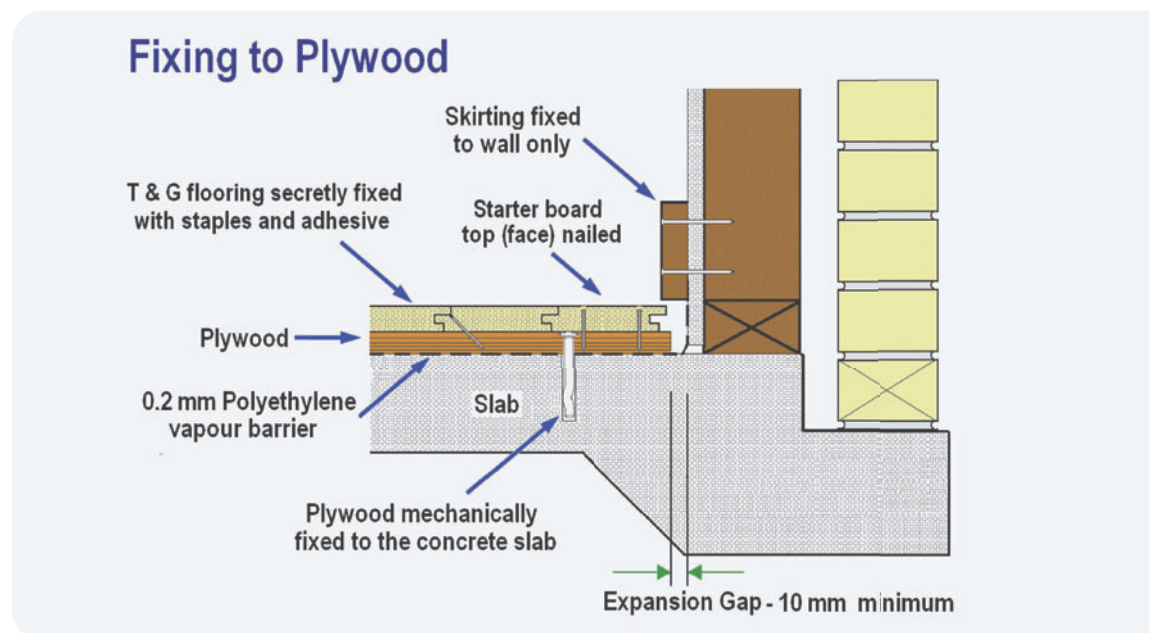 Fixing to Plywood
Skirting fixed
to wall only
T & G flooring secretly fixed
with staples and adhesive
Starter board
top (face) nailed
Plywood
0.2 mm Polyethylene
vapour barrier
Slab
Plywood mechanically
fixed to the concrete slab
Expansion Gap - 10 mm minimum